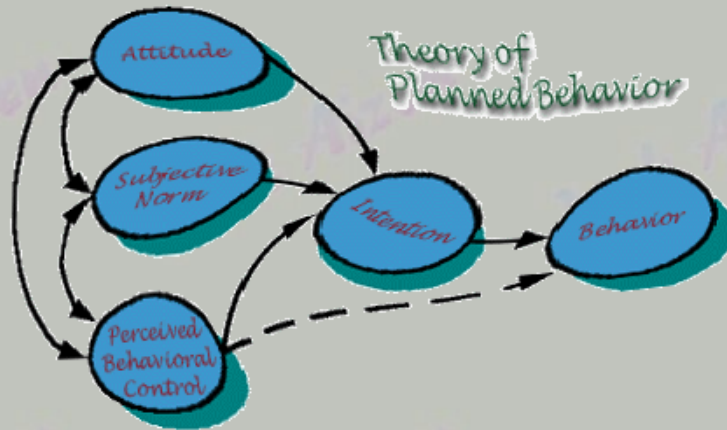 Theory of
Planned Behavior
Attitude
Subjective
Norm
Intention
Behavior
Perceived
Behavioral
Control